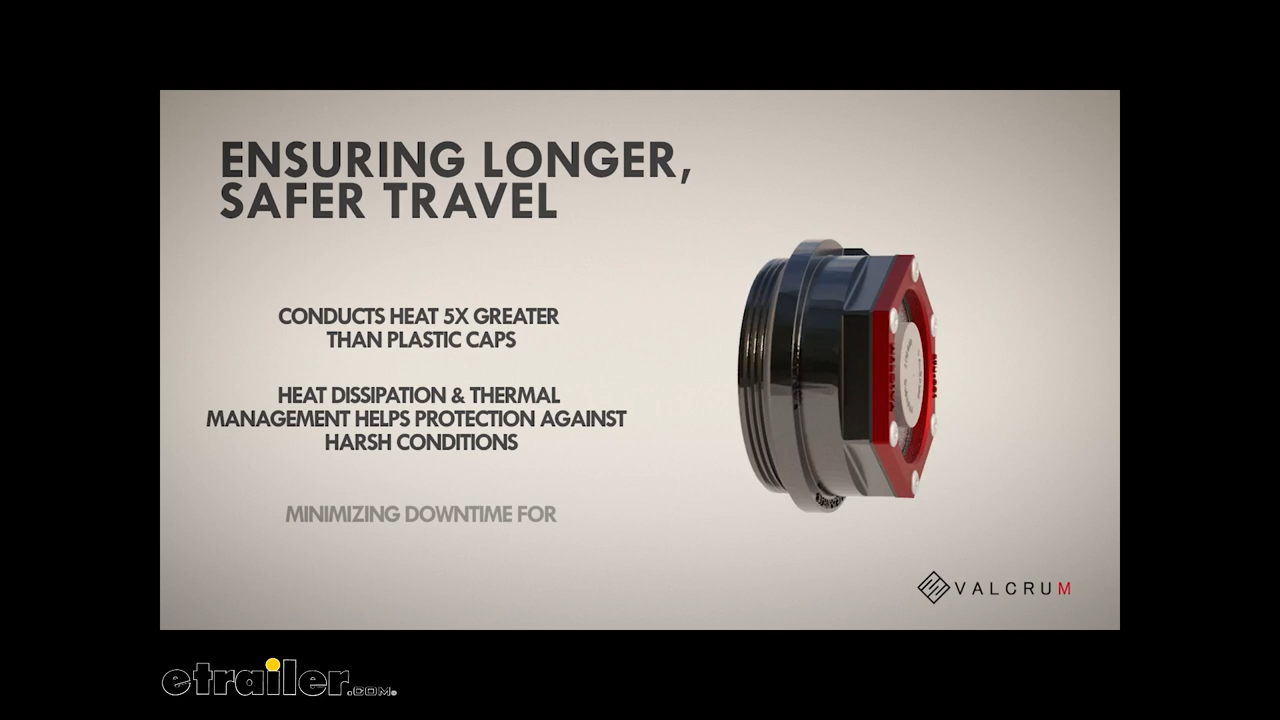 ENSURING LONGER,
SAFER TRAVEL
CONDUCTS HEAT 5X GREATER
THAN PLASTIC CAPS
HEAT DISSIPATION & THERMAL
MANAGEMENT HELPS PROTECTION AGAINST
HARSH CONDITIONS
MINIMIZING DOWNTIME FOR
VALCRUM
etrailer.COM